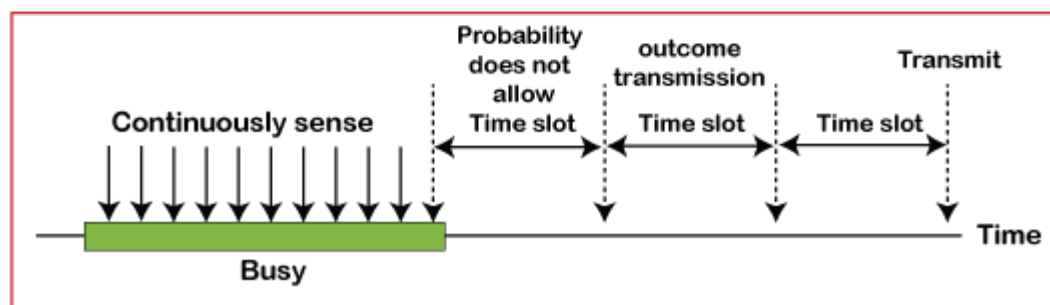 Probability
does not
allow
outcome
transmission
Transmit
Continuously sense
Time slot
Time slot
Time slot
Time
Busy